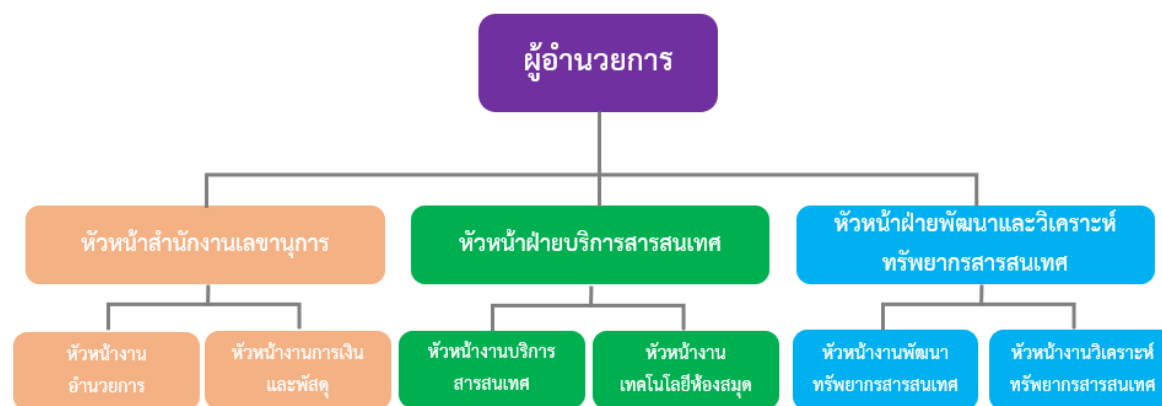 ผู้อำนวยการ
หัวหน้าสำนักงานเลขานุการ
หัวหน้าฝ่ายบริการสารสนเทศ
หัวหน้าฝ่ายพัฒนาและวิเคราะห์
ทรัพยากรสารสนเทศ
หัวหน้างาน
อำนวยการ
หัวหน้างานการเงิน
และพัสดุ
หัวหน้างานบริการ
สารสนเทศ
หัวหน้างาน
เทคโนโลยีห้องสมุด
หัวหน้างานพัฒนา
ทรัพยากรสารสนเทศ
หัวหน้างานวิเคราะห์
ทรัพยากรสารสนเทศ